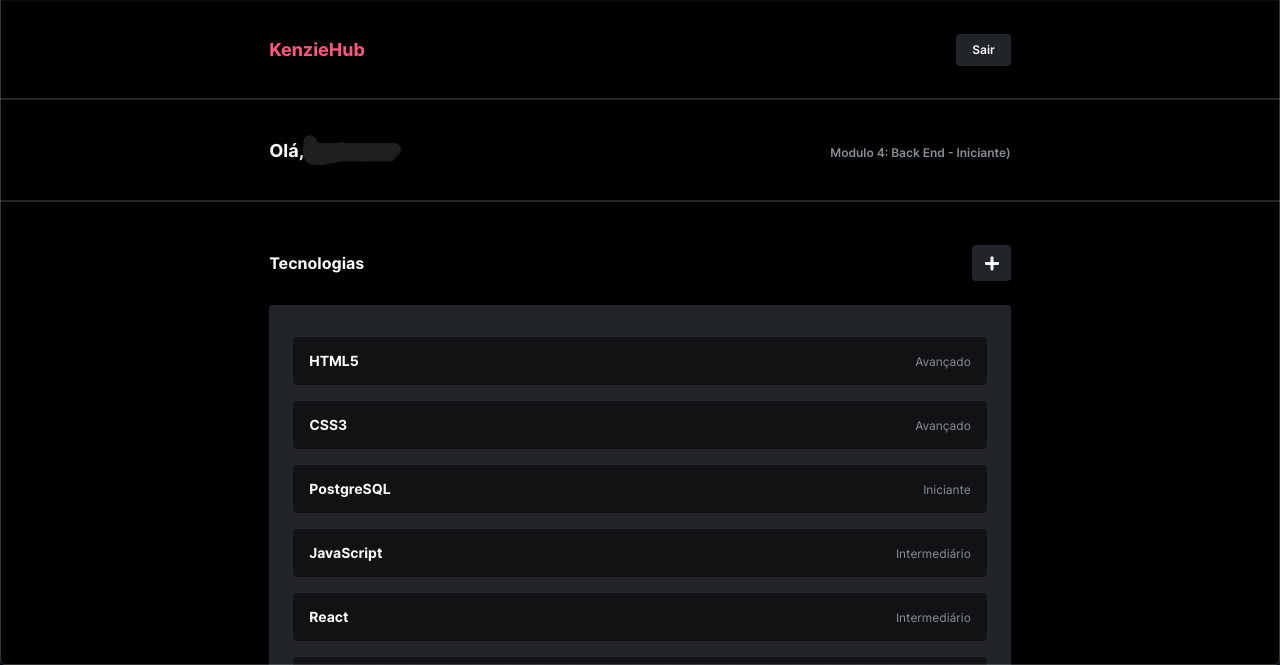 KenzieHub
Sair
Olá,
Modulo 4: Back End - Iniciante)
Tecnologias
HTML5 Avançado
CSS3 Avançado
PostgreSQL Iniciante
JavaScript Intermediário
React Intermediário